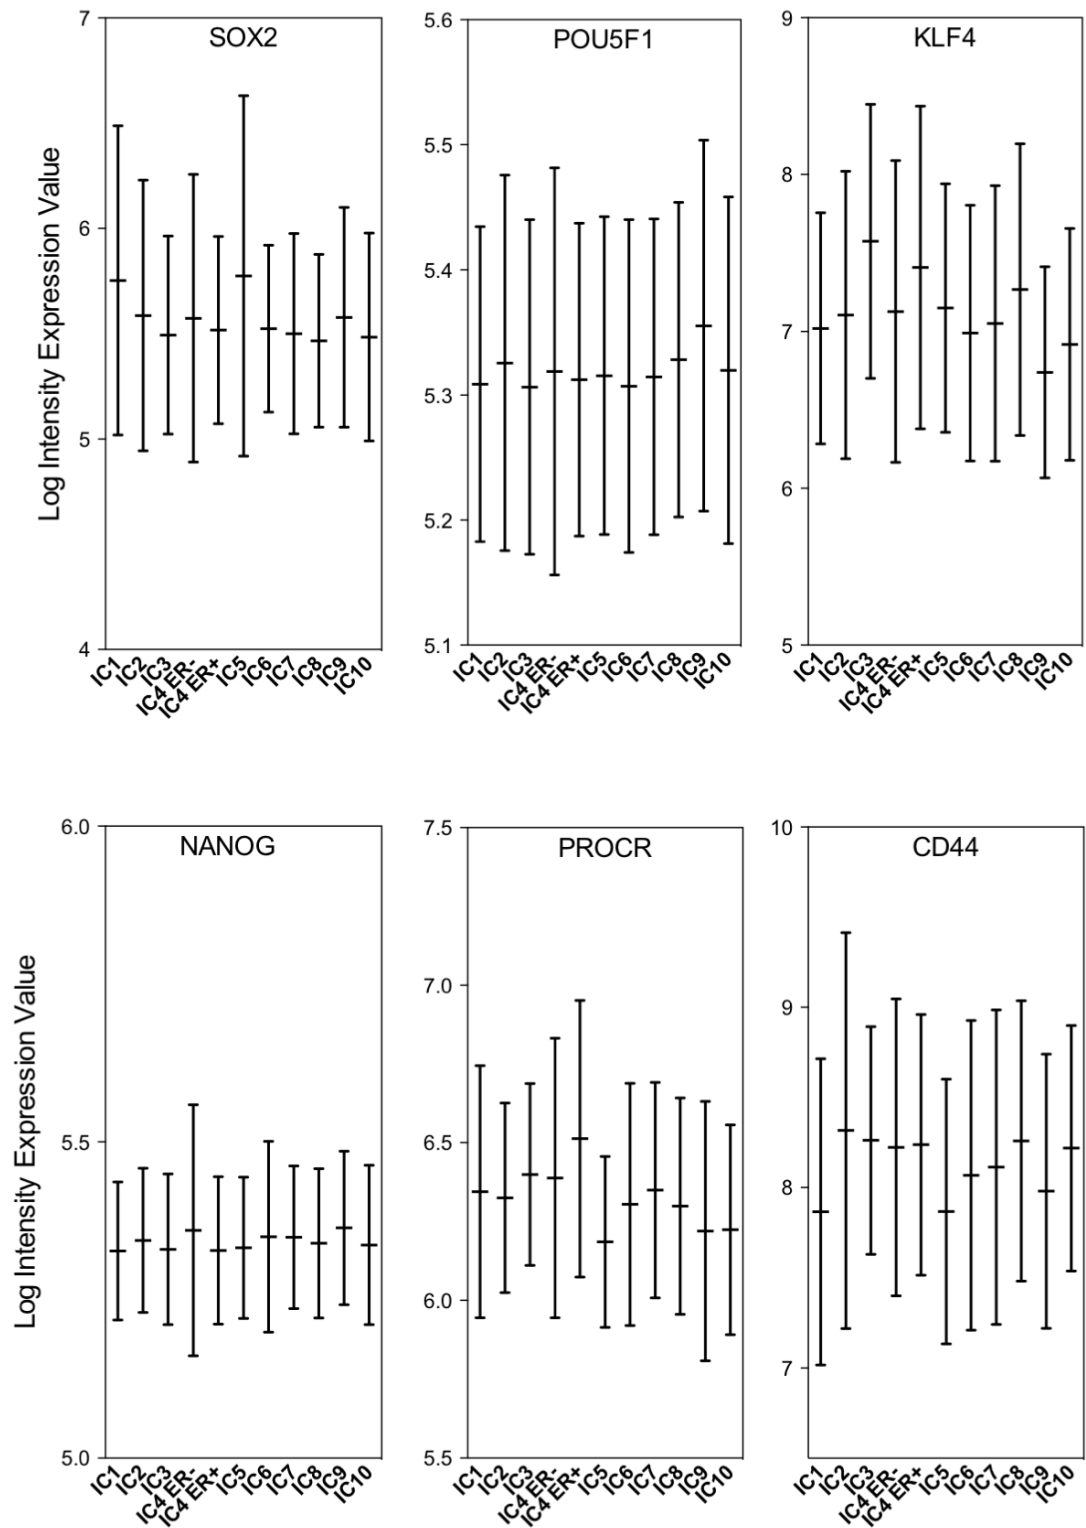 SOX2
7
6
5
4
Log Intensity Expression Value
IC1
IC2
IC3
IC4 ER-
IC4 ER+
IC5
IC6
IC7
IC8
IC9
IC10
POU5F1
5.6
5.5
5.4
5.3
5.2
5.1
IC1
IC2
IC3
IC4 ER-
IC4 ER+
IC5
IC6
IC7
IC8
IC9
IC10
KLF4
9
8
7
6
5
IC1
IC2
IC3
IC4 ER-
IC4 ER+
IC5
IC6
IC7
IC8
IC9
IC10
NANOG
6.0
5.5
5.0
Log Intensity Expression Value
IC1
IC2
IC3
IC4 ER-
IC4 ER+
IC5
IC6
IC7
IC8
IC9
IC10
PROCR
7.5
7.0
6.5
6.0
5.5
IC1
IC2
IC3
IC4 ER-
IC4 ER+
IC5
IC6
IC7
IC8
IC9
IC10
CD44
10
9
8
7
IC1
IC2
IC3
IC4 ER-
IC4 ER+
IC5
IC6
IC7
IC8
IC9
IC10